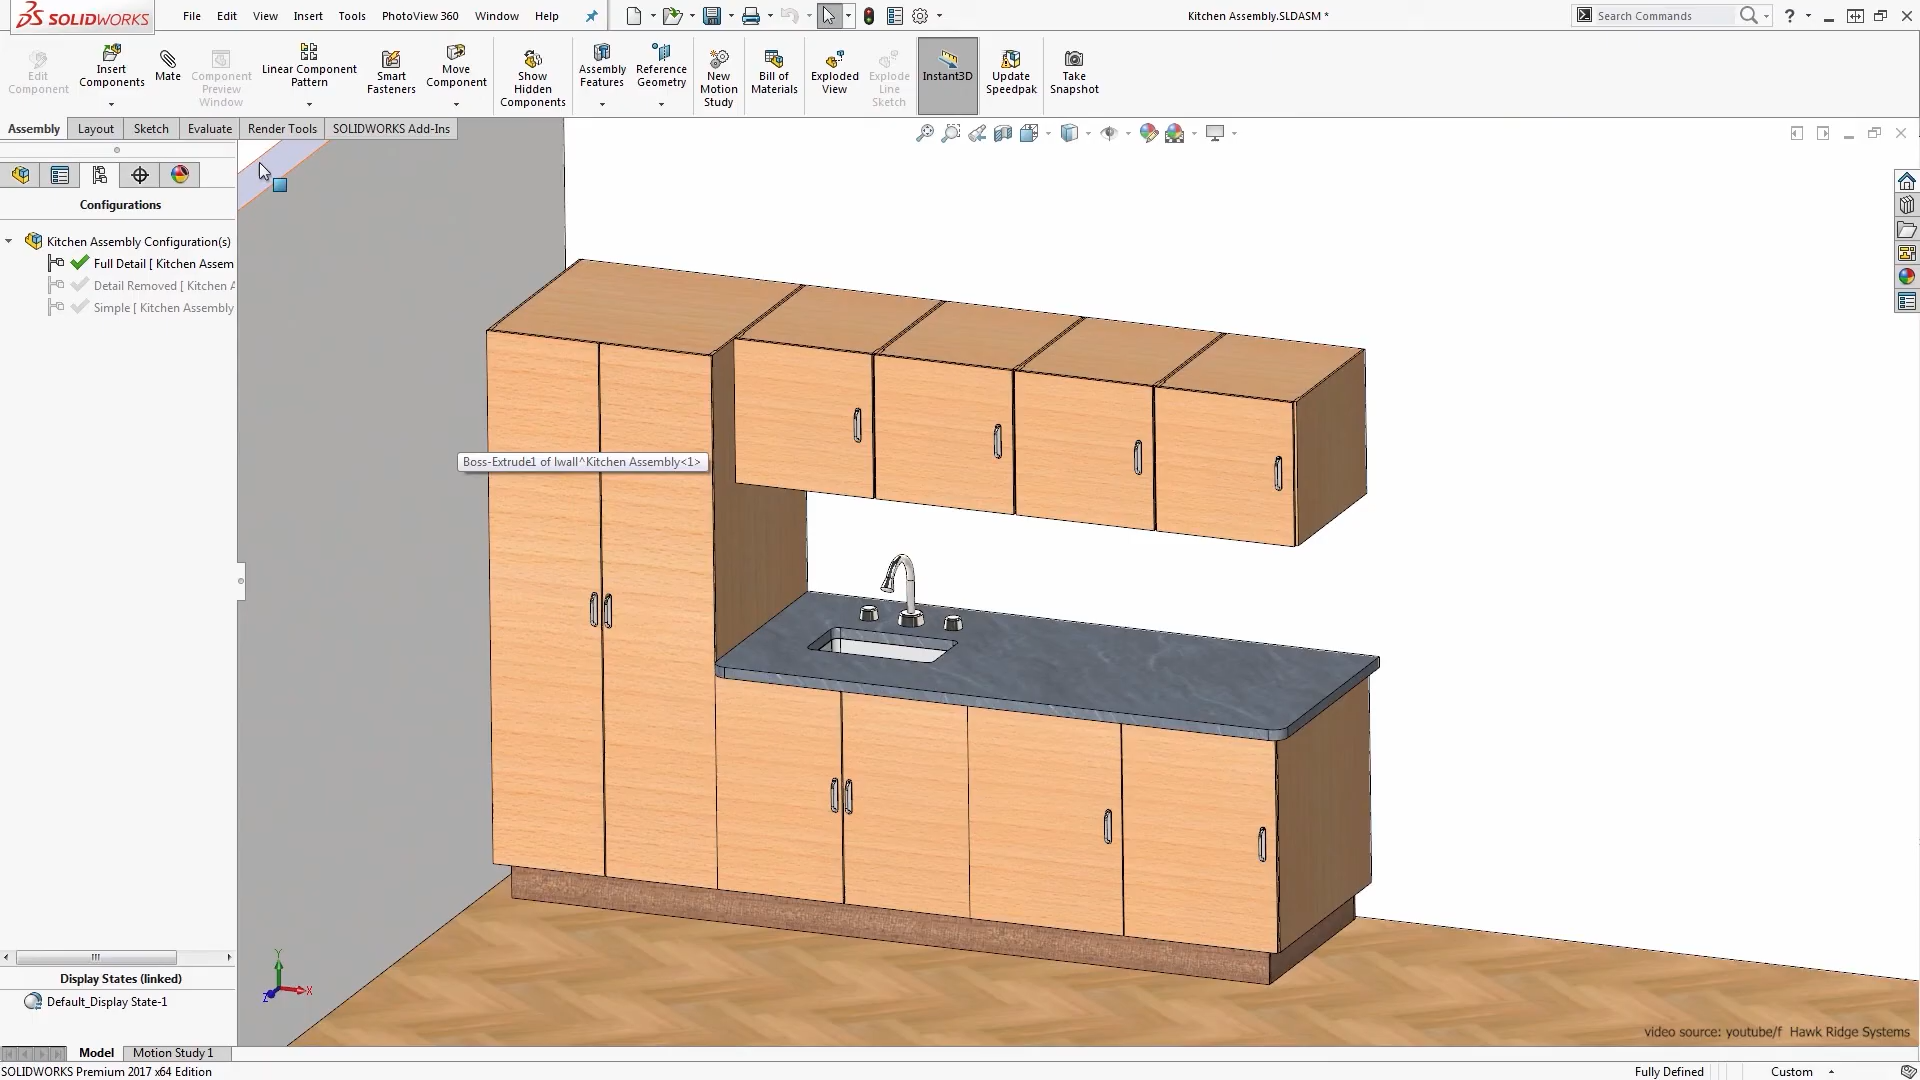 SOLIDWORKS
File Edit View Insert Tools PhotoView 360 Window Help
Kitchen Assembly.SLDASM *
Search Commands
?
Edit Component
Insert Components
Mate
Component Preview Window
Linear Component Pattern
Smart Fasteners
Move Component
Show Hidden Components
Assembly Features
Reference Geometry
New Motion Study
Bill of Materials
Exploded View
Explode Line Sketch
Instant3D
Update Speedpak
Take Snapshot
Assembly Layout Sketch Evaluate Render Tools SOLIDWORKS Add-Ins
Configurations
Kitchen Assembly Configuration(s)
Full Detail [ Kitchen Assem
Detail Removed [ Kitchen A
Simple [ Kitchen Assembly
Boss-Extrude1 of lwall^Kitchen Assembly<1>
Display States (linked)
Default_Display State-1
Y
X
Z
video source: youtube/f Hawk Ridge Systems
Model Motion Study 1
SOLIDWORKS Premium 2017 x64 Edition
Fully Defined
Custom